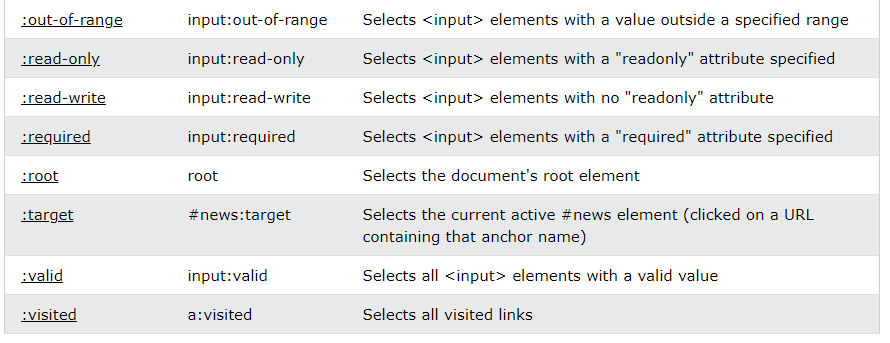 :out-of-range input:out-of-range Selects <input> elements with a value outside a specified range
:read-only input:read-only Selects <input> elements with a "readonly" attribute specified
:read-write input:read-write Selects <input> elements with no "readonly" attribute
:required input:required Selects <input> elements with a "required" attribute specified
:root root Selects the document's root element
:target #news:target Selects the current active #news element (clicked on a URL
containing that anchor name)
:valid input:valid Selects all <input> elements with a valid value
:visited a:visited Selects all visited links